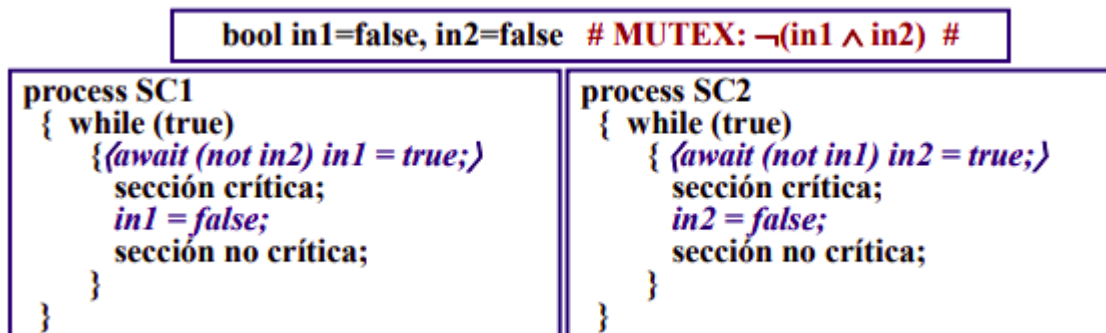 bool in1=false, in2=false # MUTEX: ¬(in1 ∧ in2) #
process SC1
{ while (true)
{⟨await (not in2) in1 = true;⟩
sección crítica;
in1 = false;
sección no crítica;
}
}
process SC2
{ while (true)
{ ⟨await (not in1) in2 = true;⟩
sección crítica;
in2 = false;
sección no crítica;
}
}